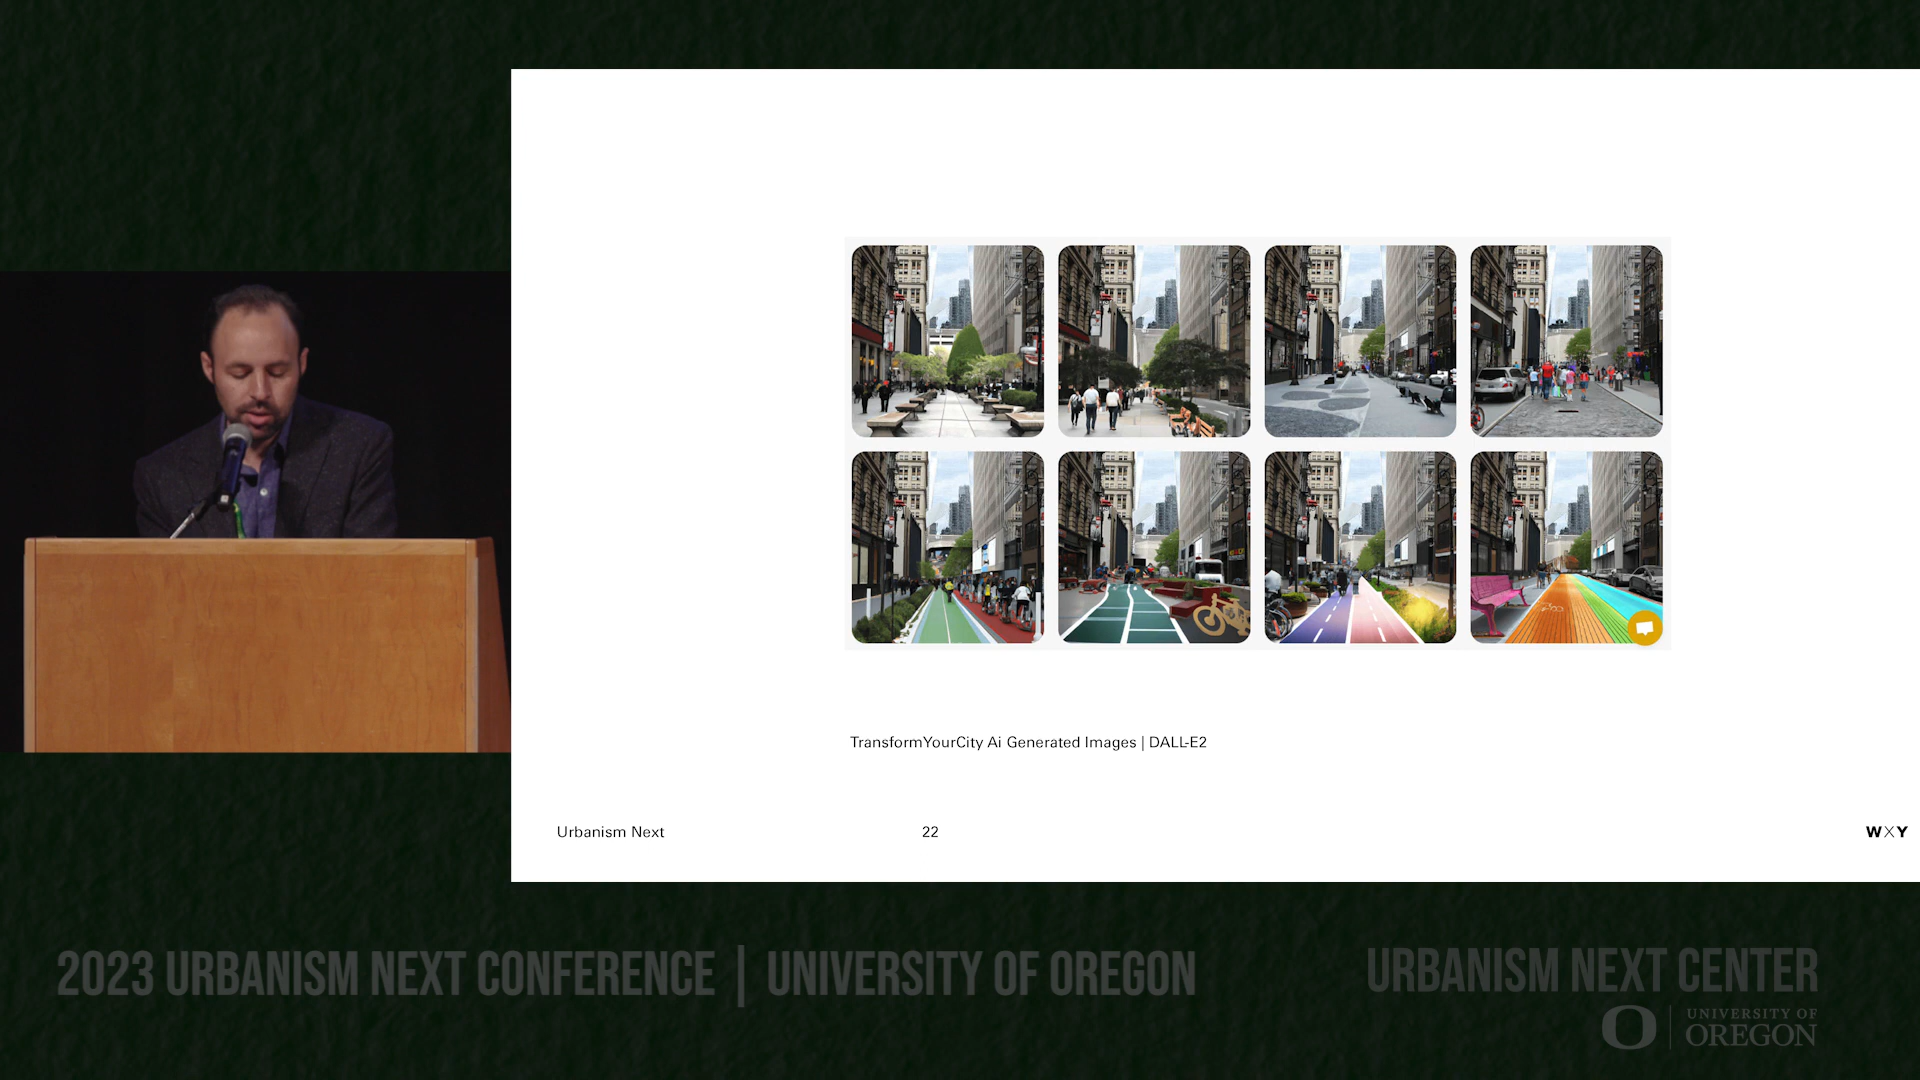 TransformYourCity Ai Generated Images | DALL-E2
Urbanism Next
22
WXY
2023 URBANISM NEXT CONFERENCE | UNIVERSITY OF OREGON
URBANISM NEXT CENTER
O | UNIVERSITY OF
OREGON